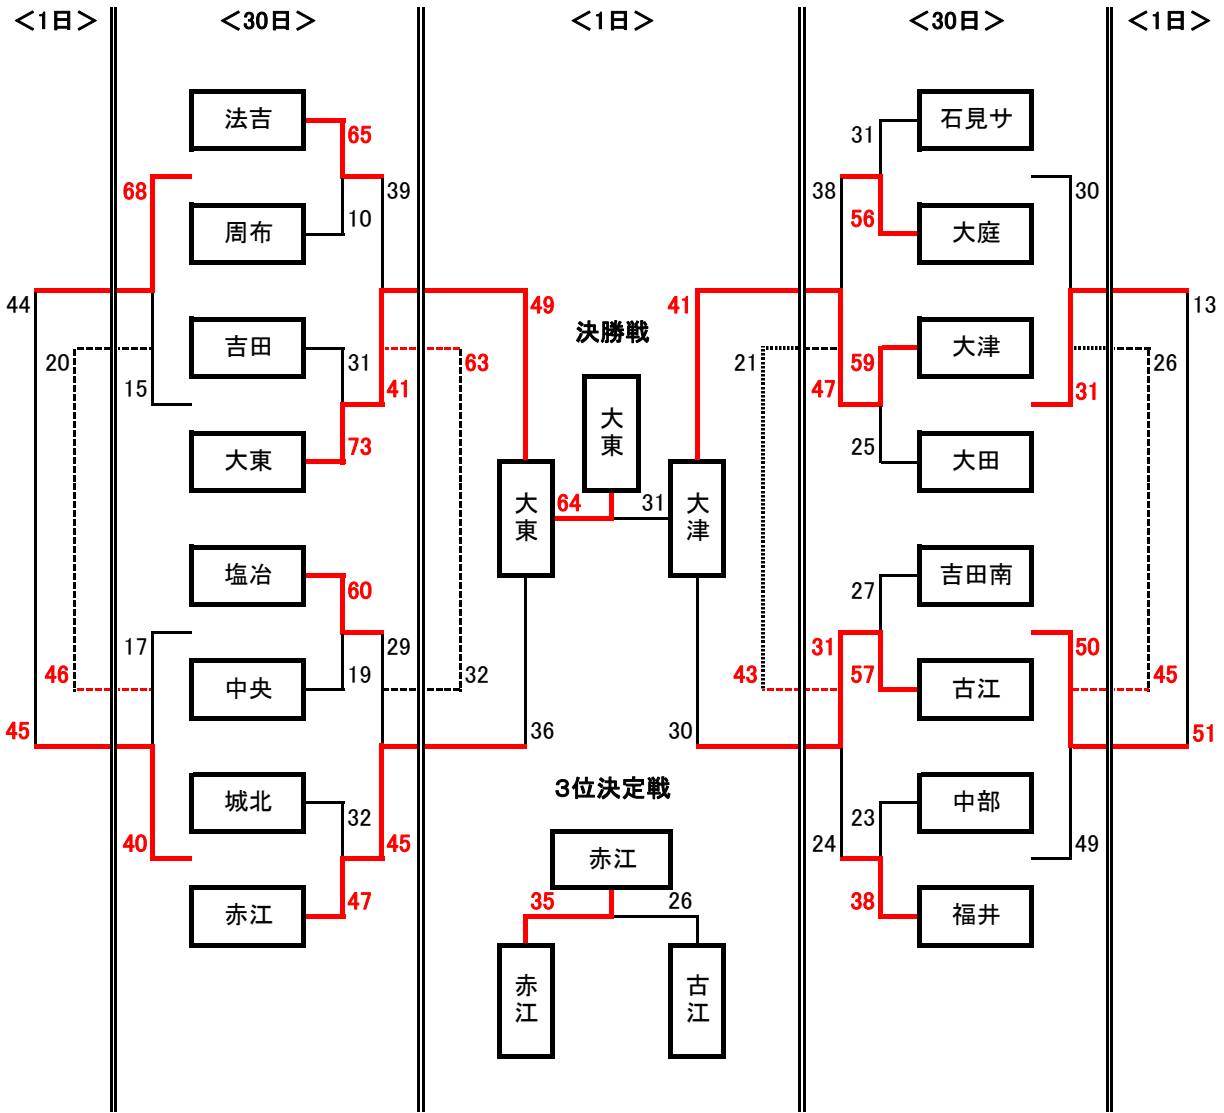 ＜1日＞ ＜30日＞ ＜1日＞ ＜30日＞ ＜1日＞
法吉 石見サ
65 31
68 39 38 30
10 56
周布 大庭
44 49 41 13
決勝戦
吉田 大津
20 31 63 21 59 26
15 41 47 31
大東
73 25
大東 大田
大東 64 31 大津
塩冶 吉田南
60 27
17 29 31 50
46 19 32 43 57 45
中央 古江
45 36 30 51
3位決定戦
城北 中部
32 23
40 45 24 49
赤江
47 35 26 38
赤江 福井
赤江 古江